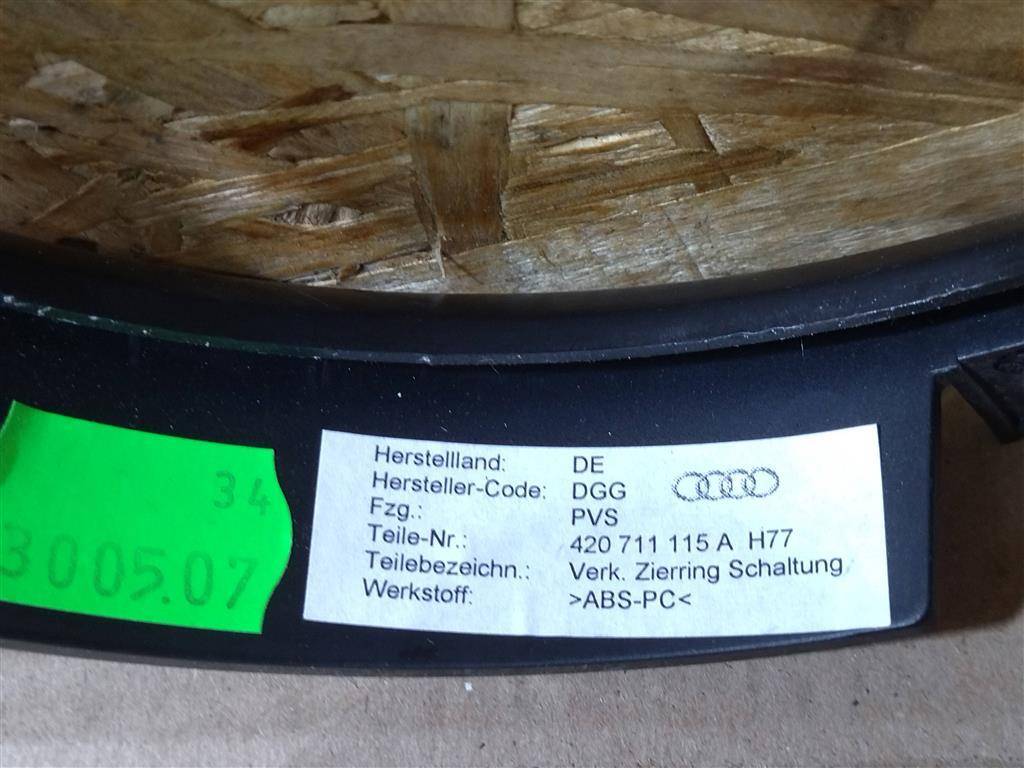 34
3005.07
Herstellland: DE
Hersteller-Code: DGG
Fzg.: PVS
Teile-Nr.: 420 711 115 A H77
Teilebezeichn.: Verk. Zierring Schaltung
Werkstoff: >ABS-PC<